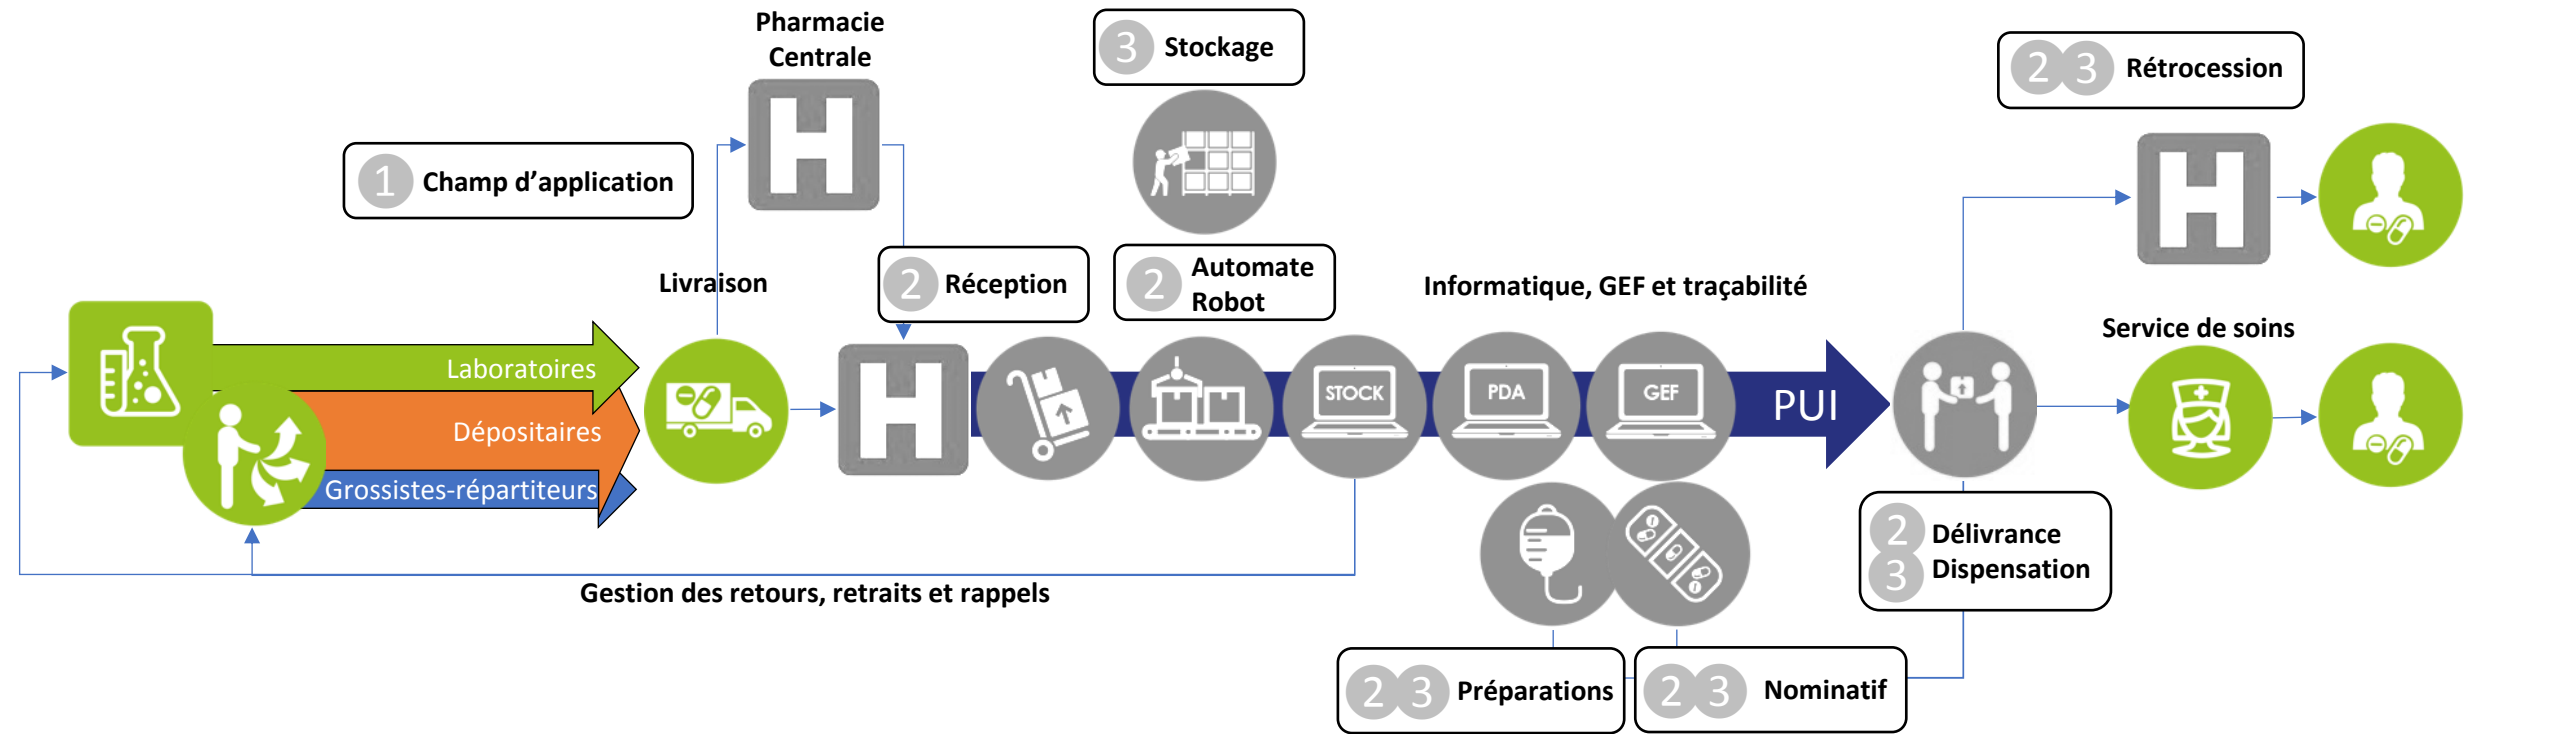 Pharmacie
Centrale
H
3 Stockage
2 3 Rétrocession
H
1 Champ d’application
Livraison
2 Réception
2 Automate
Robot
Informatique, GEF et traçabilité
Service de soins
Laboratoires
Dépositaires
Grossistes-répartiteurs
H
STOCK
PDA
GEF
PUI
2 Délivrance
3 Dispensation
Gestion des retours, retraits et rappels
2 3 Préparations
2 3 Nominatif